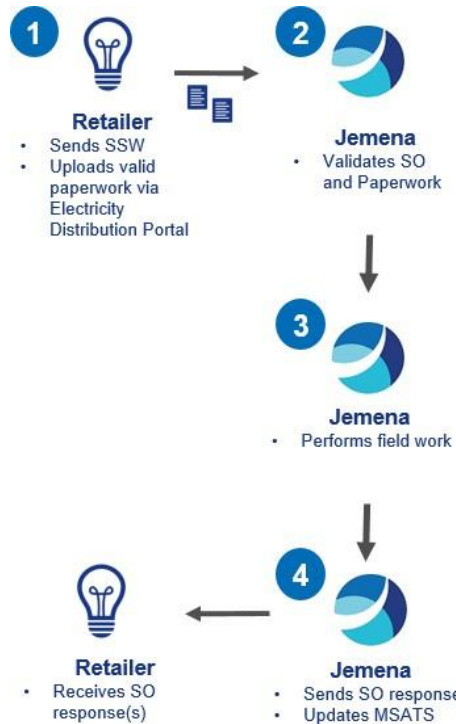 1
2
Retailer
• Sends SSW
• Uploads valid
paperwork via
Electricity
Distribution Portal
Jemena
• Validates SO
and Paperwork
3
Jemena
• Performs field work
4
Retailer
• Receives SO
response(s)
Jemena
• Sends SO response
• Updates MSATS